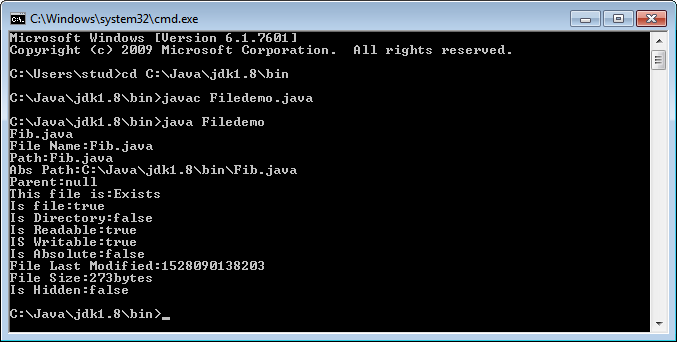 C:\Windows\system32\cmd.exe
Microsoft Windows [Version 6.1.7601]
Copyright (c) 2009 Microsoft Corporation.  All rights reserved.
C:\Users\stud>cd C:\Java\jdk1.8\bin
C:\Java\jdk1.8\bin>javac Filedemo.java
C:\Java\jdk1.8\bin>java Filedemo
Fib.java
File Name:Fib.java
Path:Fib.java
Abs Path:C:\Java\jdk1.8\bin\Fib.java
Parent:null
This file is:Exists
Is file:true
Is Directory:false
Is Readable:true
IS Writable:true
Is Absolute:false
File Last Modified:1528090138203
File Size:273bytes
Is Hidden:false
C:\Java\jdk1.8\bin>_